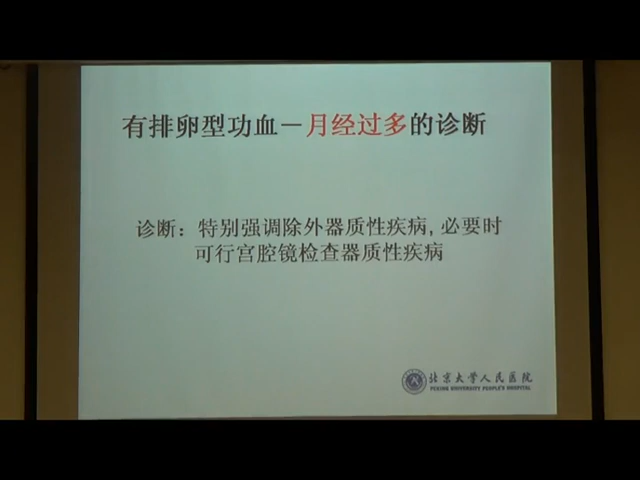 有排卵型功血－月经过多的诊断
诊断：特别强调除外器质性疾病, 必要时
可行宫腔镜检查器质性疾病
北京大学人民医院
PEKING UNIVERSITY PEOPLE'S HOSPITAL